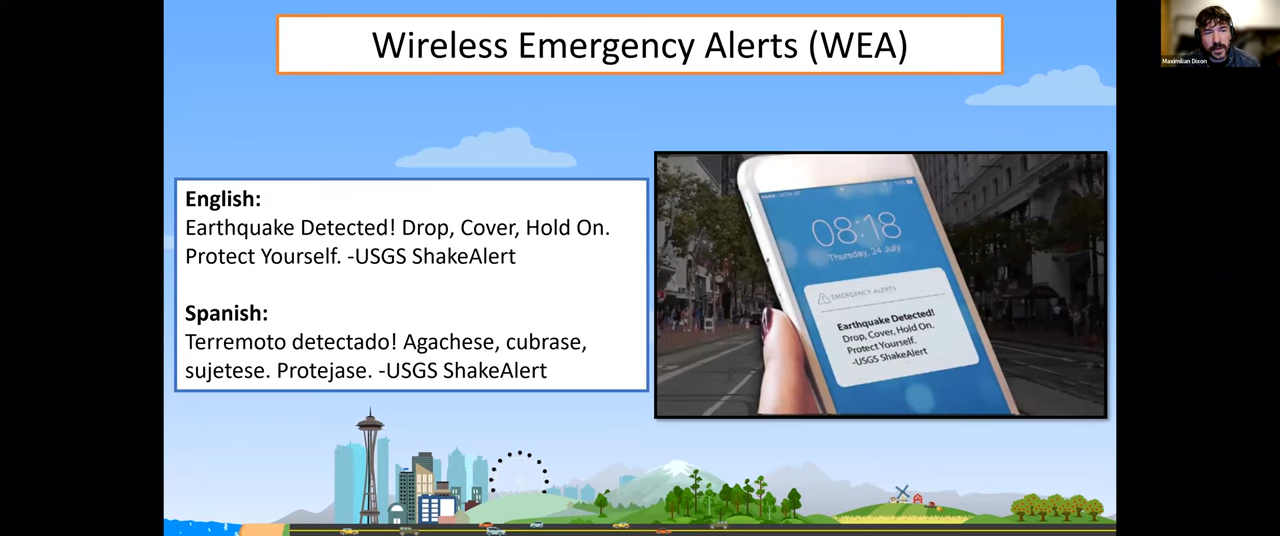 Wireless Emergency Alerts (WEA)
Maximilian Dixon
English:
Earthquake Detected! Drop, Cover, Hold On.
Protect Yourself. -USGS ShakeAlert
Spanish:
Terremoto detectado! Agachese, cubrase,
sujetese. Protejase. -USGS ShakeAlert
08:18
Thursday, 24 July
EMERGENCY ALERTS
Earthquake Detected!
Drop, Cover, Hold On.
Protect Yourself.
-USGS ShakeAlert